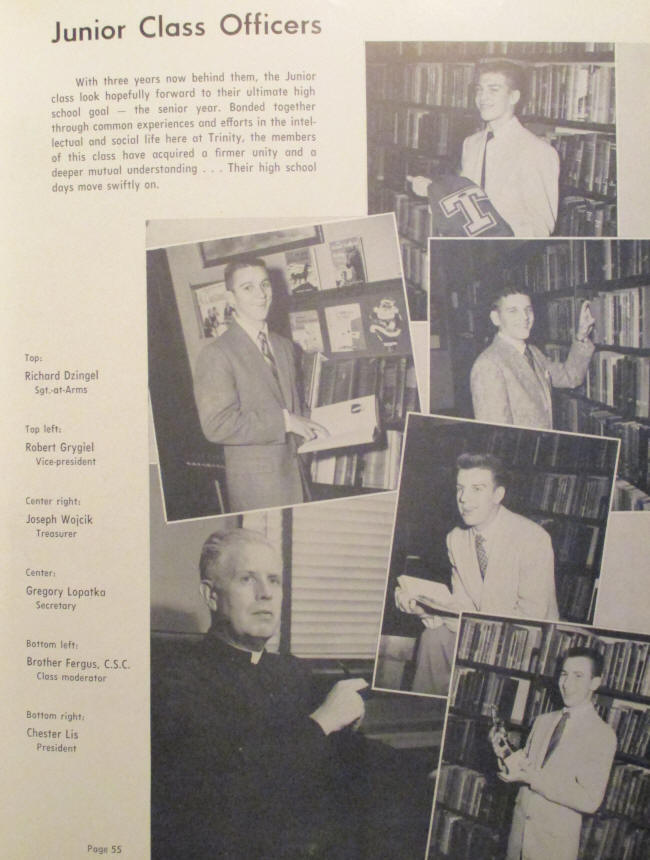 Junior Class Officers
With three years now behind them, the Junior
class look hopefully forward to their ultimate high
school goal — the senior year. Bonded together
through common experiences and efforts in the intel-
lectual and social life here at Trinity, the members
of this class have acquired a firmer unity and a
deeper mutual understanding . . . Their high school
days move swiftly on.
T
Top:
Richard Dzingel
Sgt.-at-Arms
Top left:
Robert Grygiel
Vice-president
Center right:
Joseph Wojcik
Treasurer
Center:
Gregory Lopatka
Secretary
Bottom left:
Brother Fergus, C.S.C.
Class moderator
Bottom right:
Chester Lis
President
Page 55